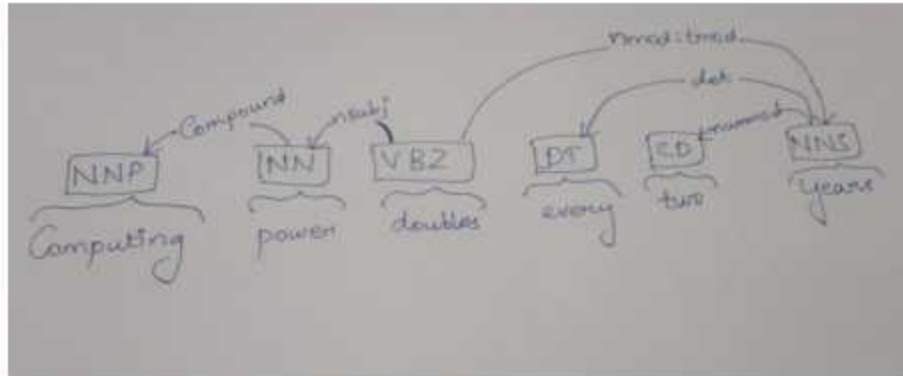 nmod:tmod
det
Compound nsubj nummod
NNP NN VBZ DT CD NNS
Computing power doubles every two years